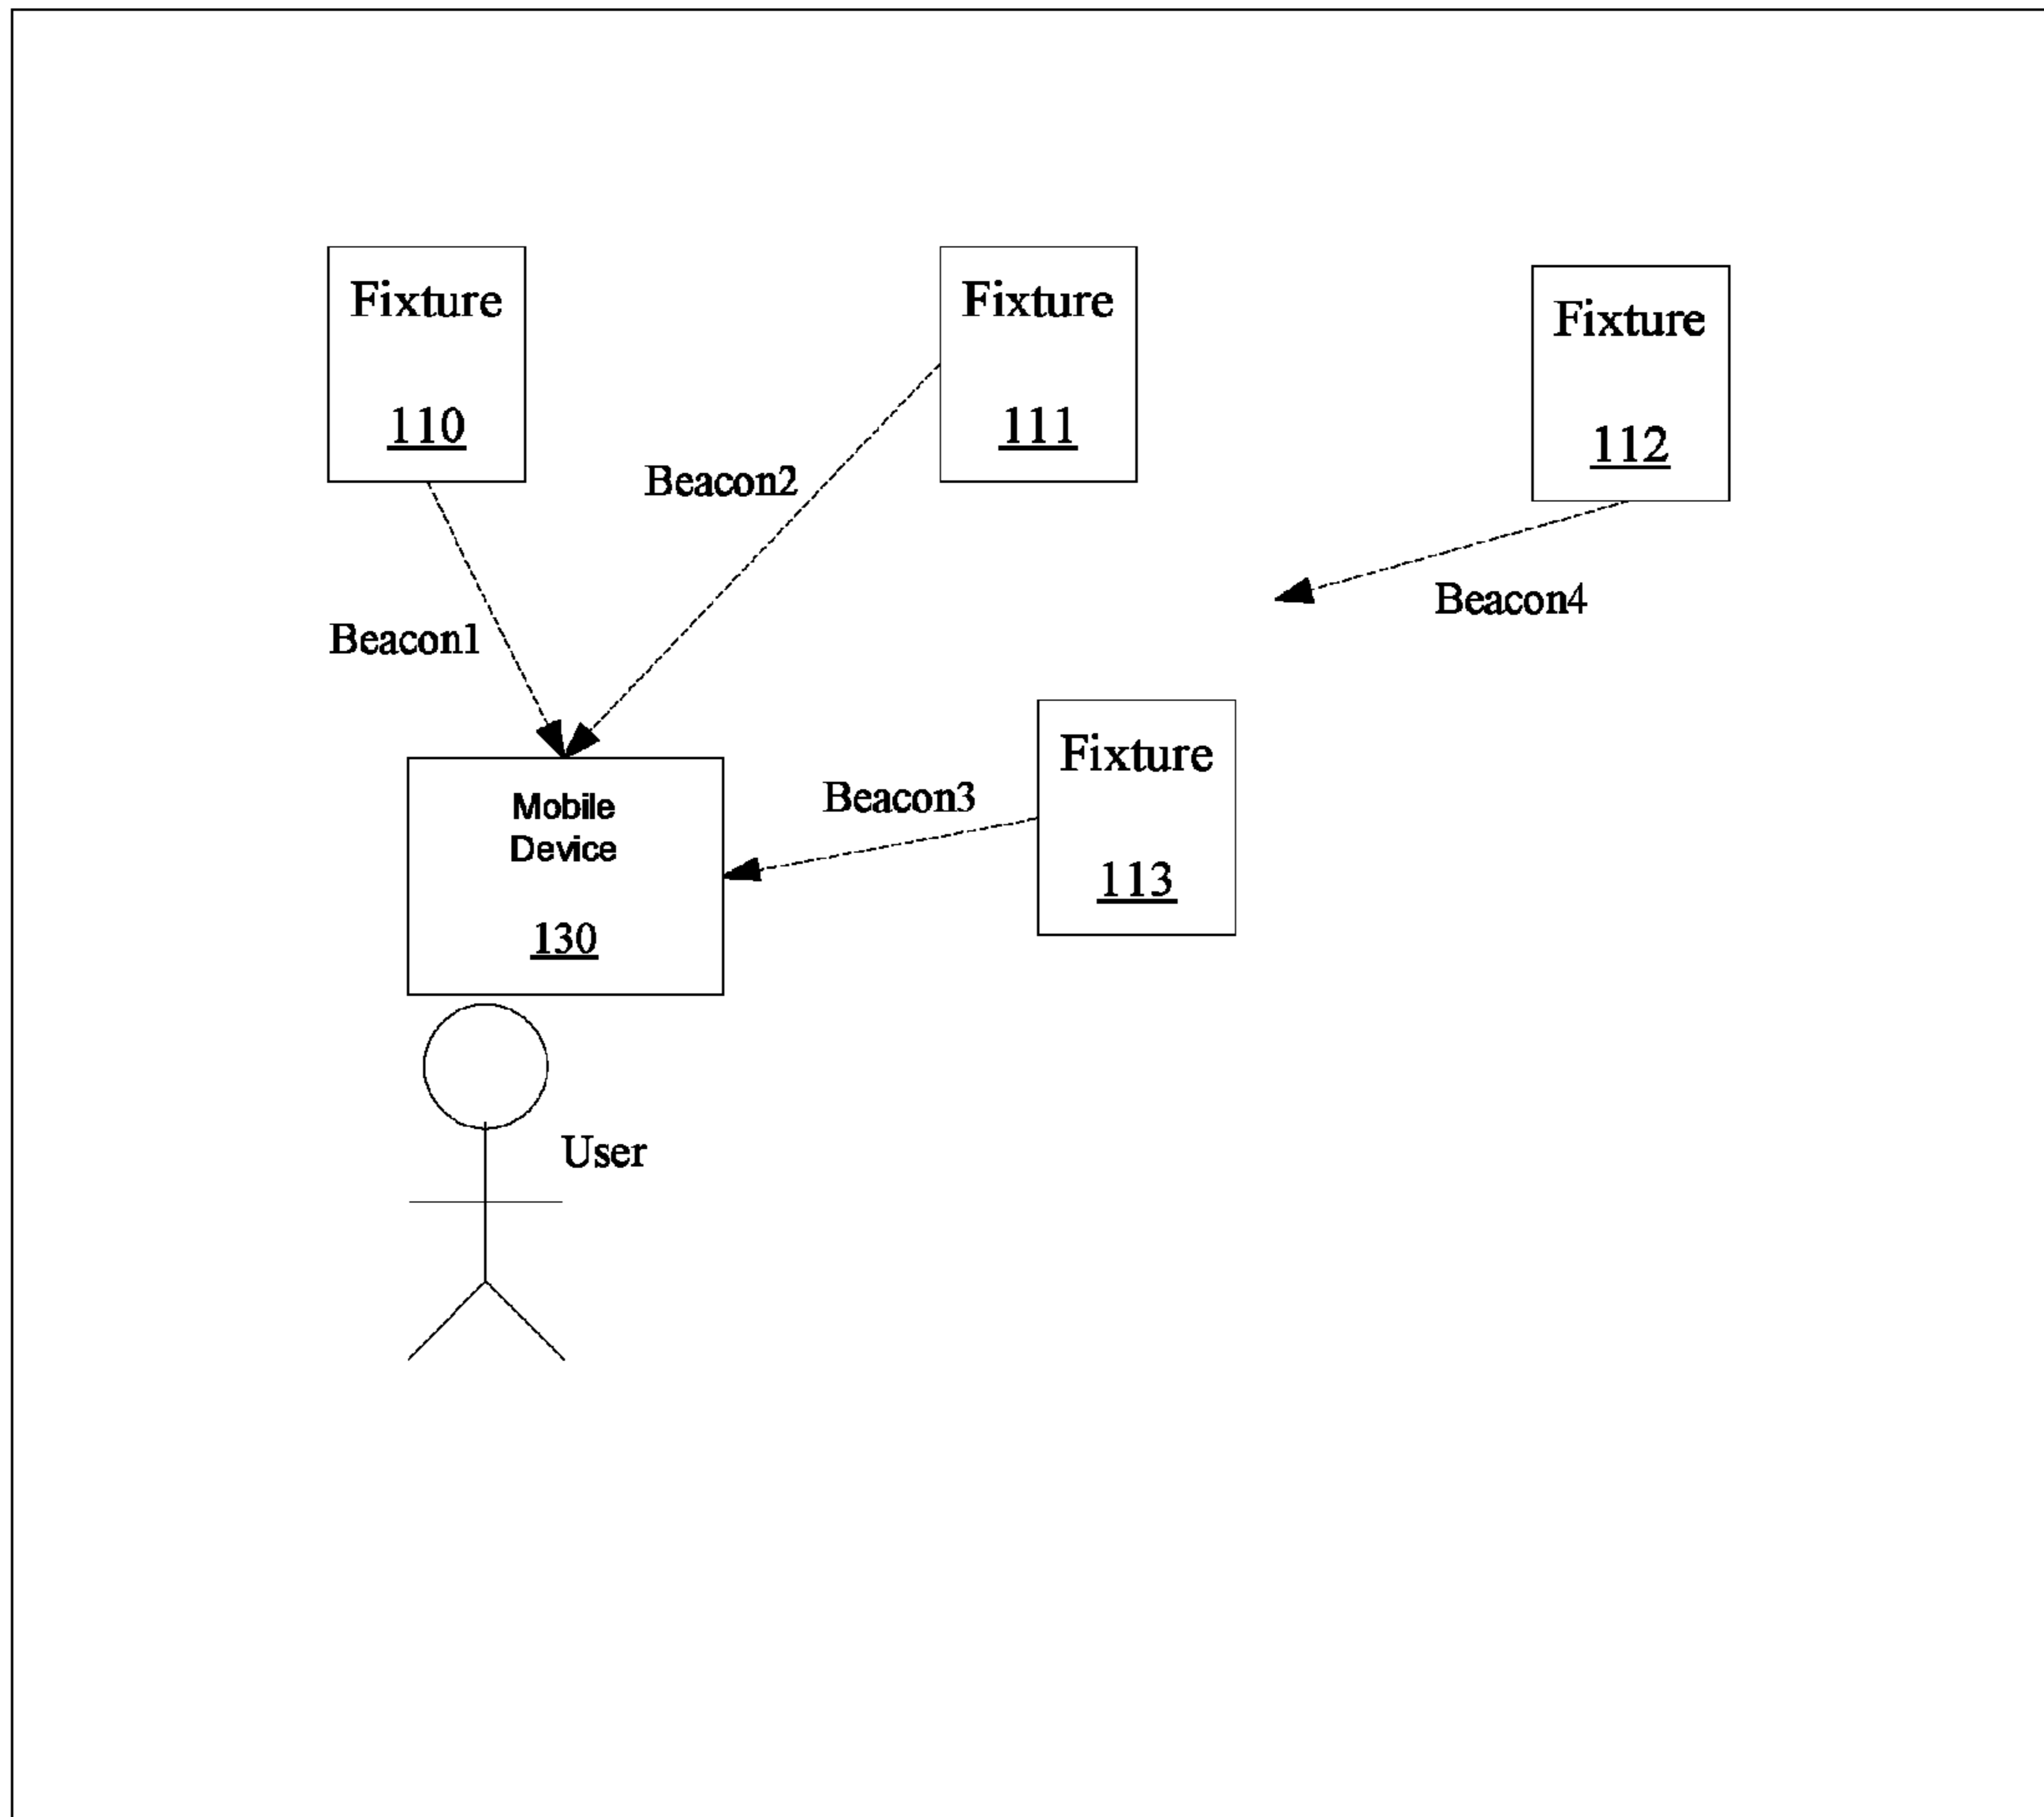 Fixture
110
Fixture
111
Fixture
112
Beacon2
Beacon4
Beacon1
Fixture
113
Beacon3
Mobile
Device
130
User